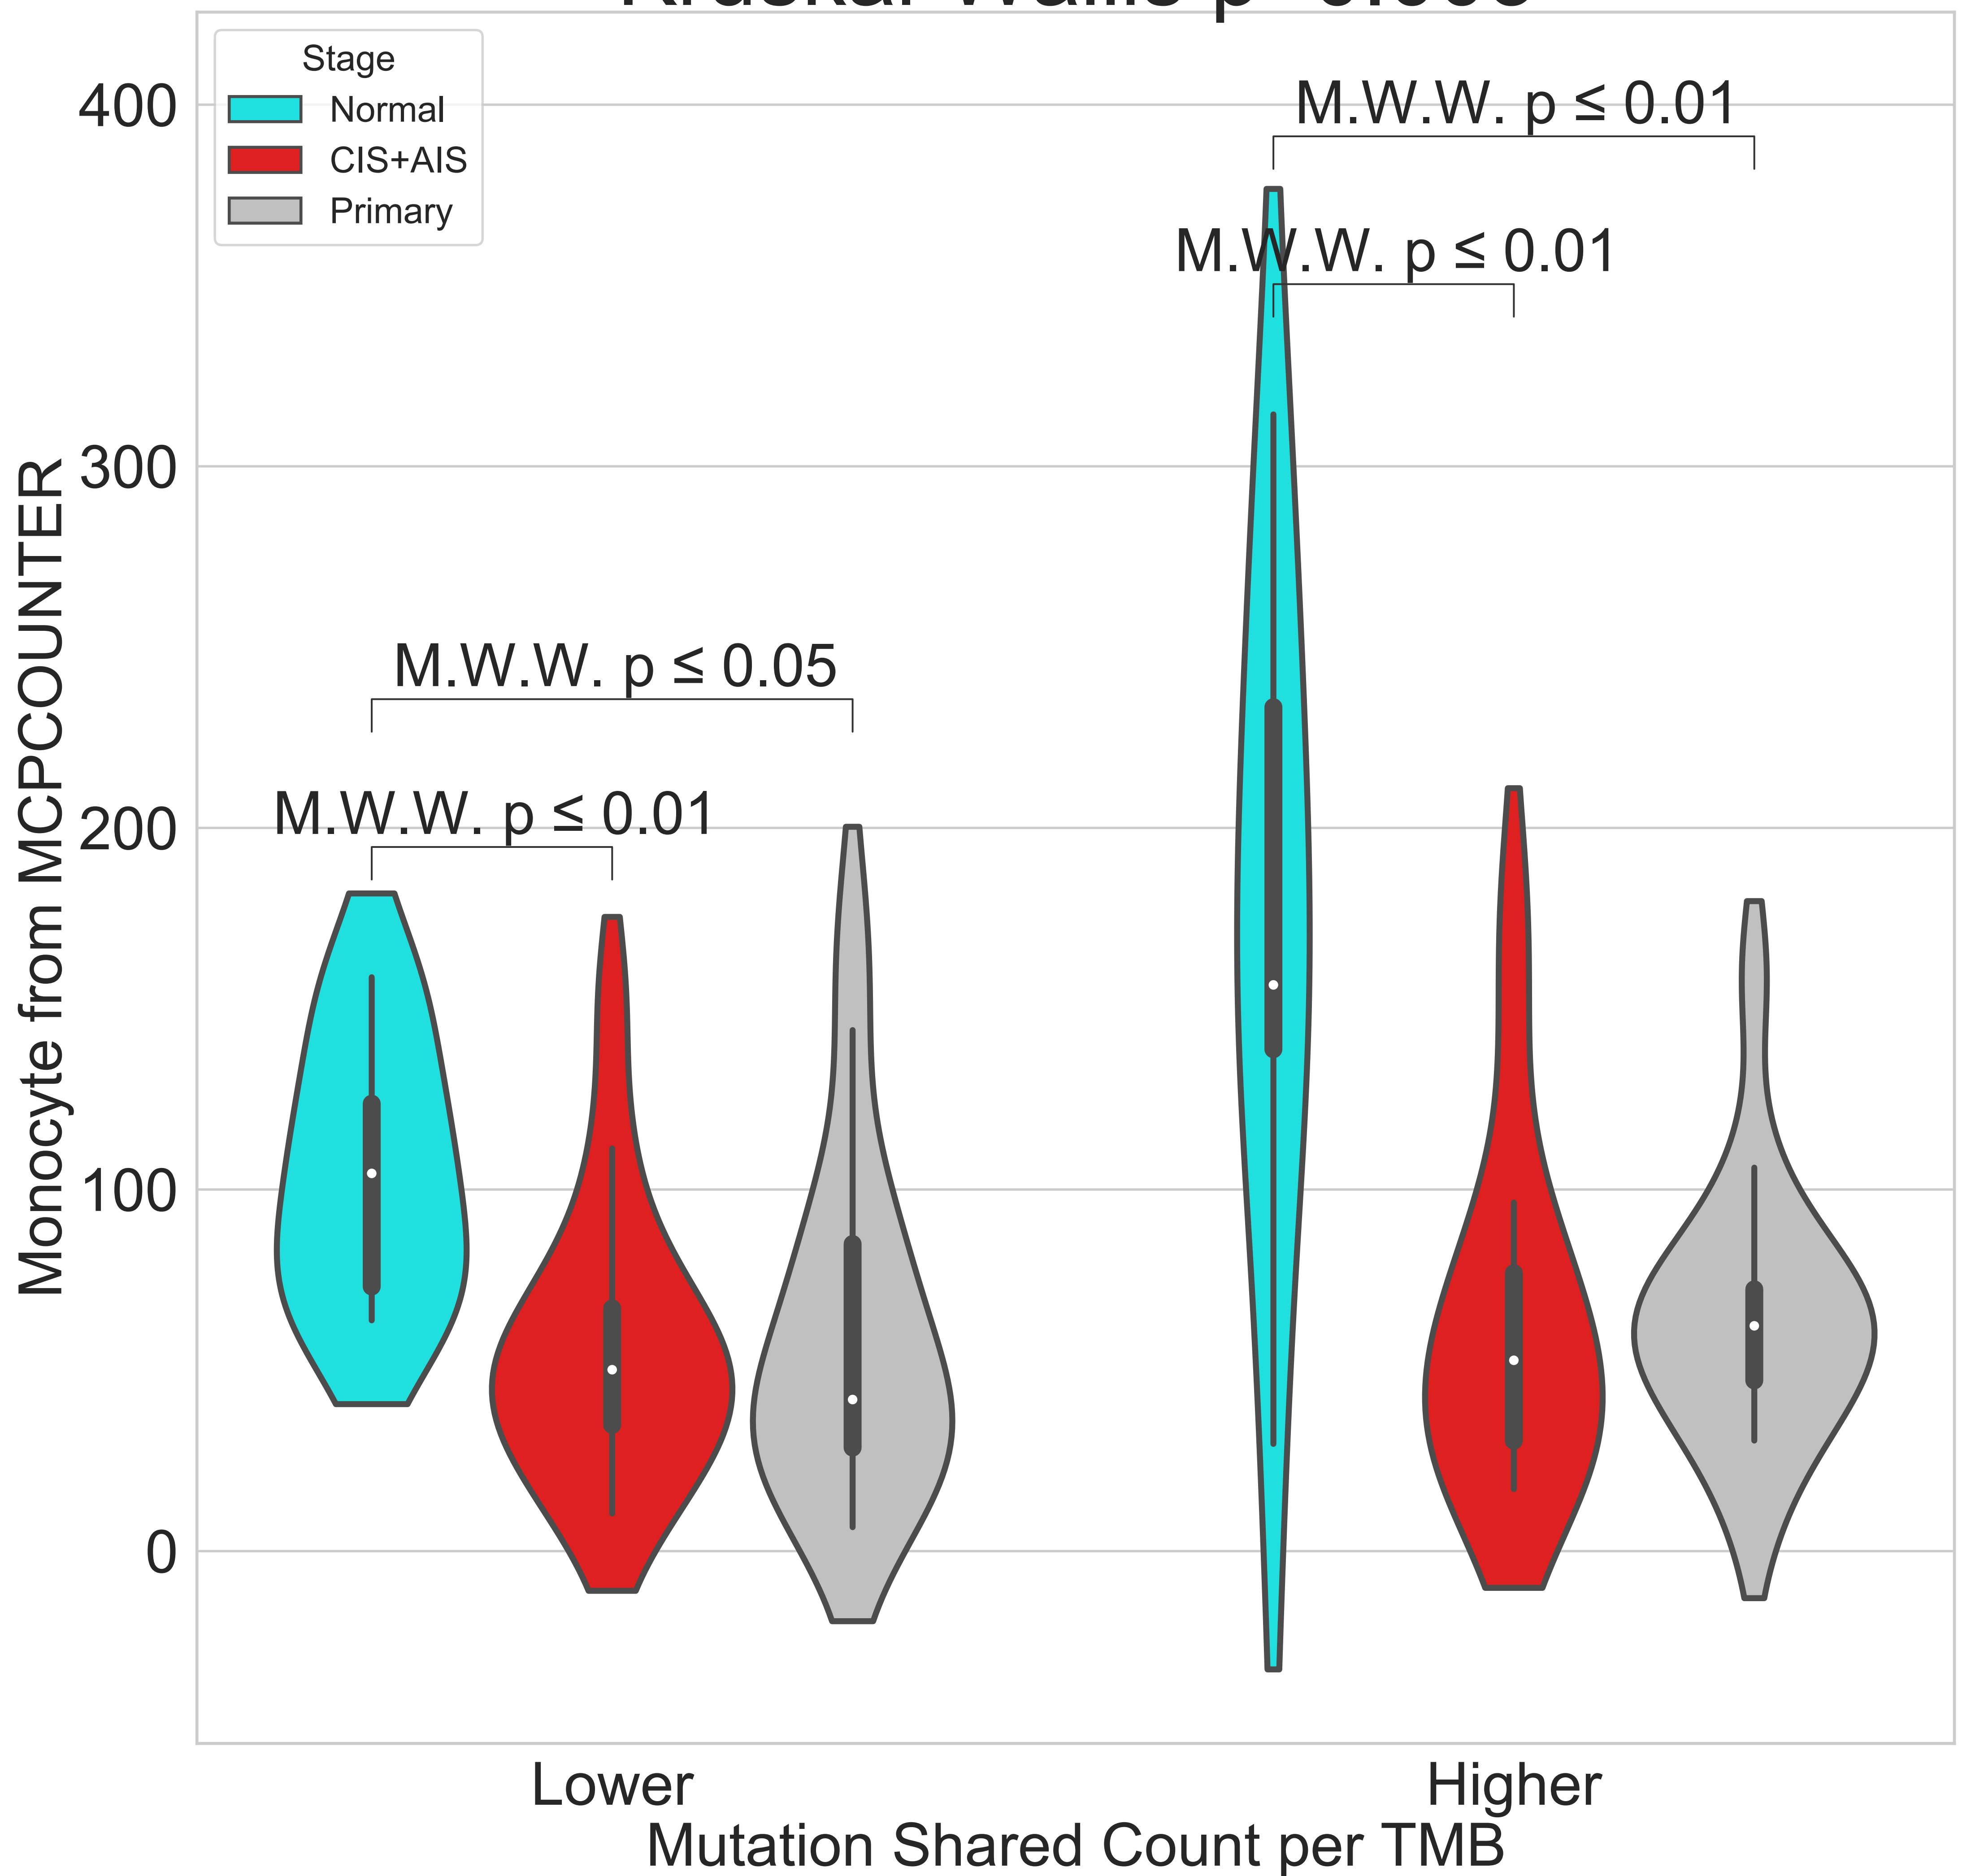 Stage
Normal
CIS+AIS
Primary
M.W.W. p ≤ 0.01
M.W.W. p ≤ 0.01
M.W.W. p ≤ 0.05
M.W.W. p ≤ 0.01
400
300
200
100
0
Monocyte from MCPCOUNTER
Lower
Higher
Mutation Shared Count per TMB